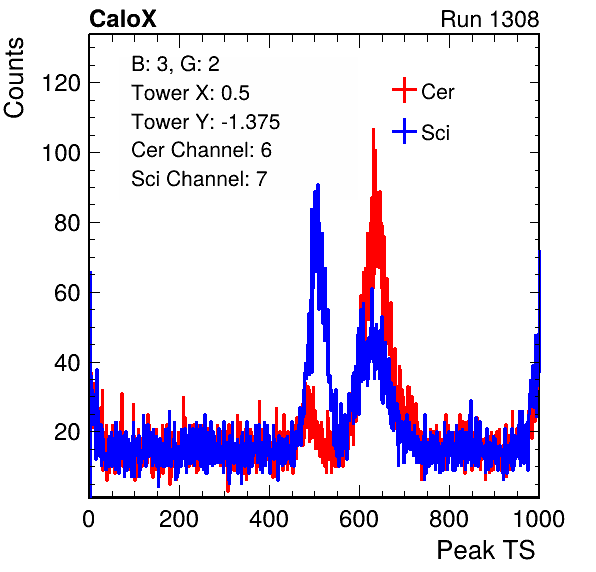 CaloX Run 1308
Counts
B: 3, G: 2
Tower X: 0.5
Tower Y: -1.375
Cer Channel: 6
Sci Channel: 7
Cer
Sci
120
100
80
60
40
20
0 200 400 600 800 1000
Peak TS